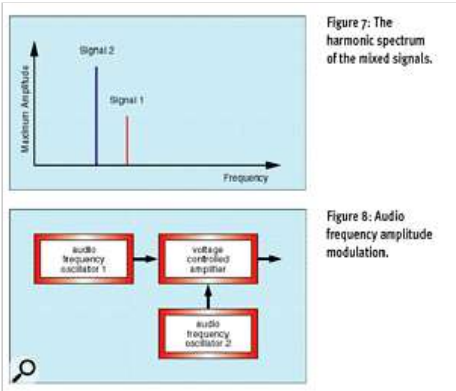 Figure 7: The
harmonic spectrum
of the mixed signals.
Signal 2
Signal 1
Maximum Amplitude
Frequency
Figure 8: Audio
frequency amplitude
modulation.
audio
frequency
oscillator 1
voltage
controlled
amplifier
audio
frequency
oscillator 2